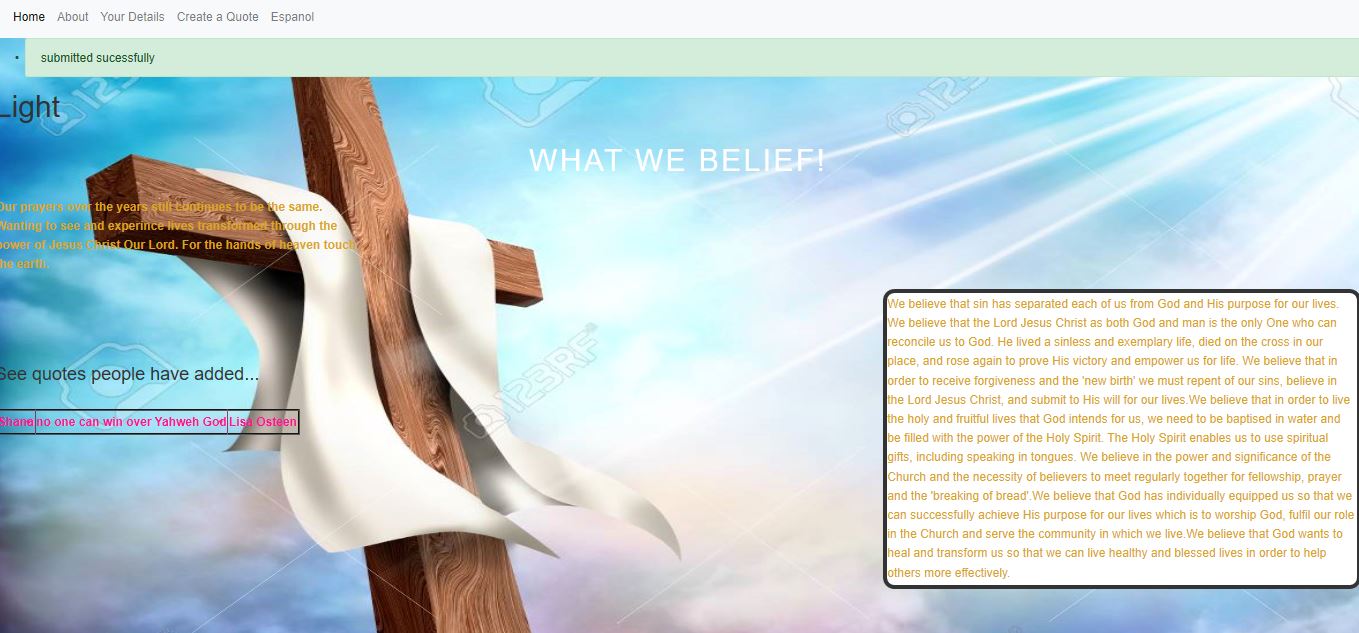 Home About Your Details Create a Quote Espanol
submitted sucessfully
Light
WHAT WE BELIEF!
Our prayers over the years still continues to be the same.
Wanting to see and experince lives transformed through the
power of Jesus Christ Our Lord. For the hands of heaven touch
the earth.
See quotes people have added...
Shane no one can win over Yahweh God Lisa Osteen
We believe that sin has separated each of us from God and His purpose for our lives.
We believe that the Lord Jesus Christ as both God and man is the only One who can
reconcile us to God. He lived a sinless and exemplary life, died on the cross in our
place, and rose again to prove His victory and empower us for life. We believe that in
order to receive forgiveness and the 'new birth' we must repent of our sins, believe in
the Lord Jesus Christ, and submit to His will for our lives.We believe that in order to live
the holy and fruitful lives that God intends for us, we need to be baptised in water and
be filled with the power of the Holy Spirit. The Holy Spirit enables us to use spiritual
gifts, including speaking in tongues. We believe in the power and significance of the
Church and the necessity of believers to meet regularly together for fellowship, prayer
and the 'breaking of bread'.We believe that God has individually equipped us so that we
can successfully achieve His purpose for our lives which is to worship God, fulfil our role
in the Church and serve the community in which we live.We believe that God wants to
heal and transform us so that we can live healthy and blessed lives in order to help
others more effectively.
123RF